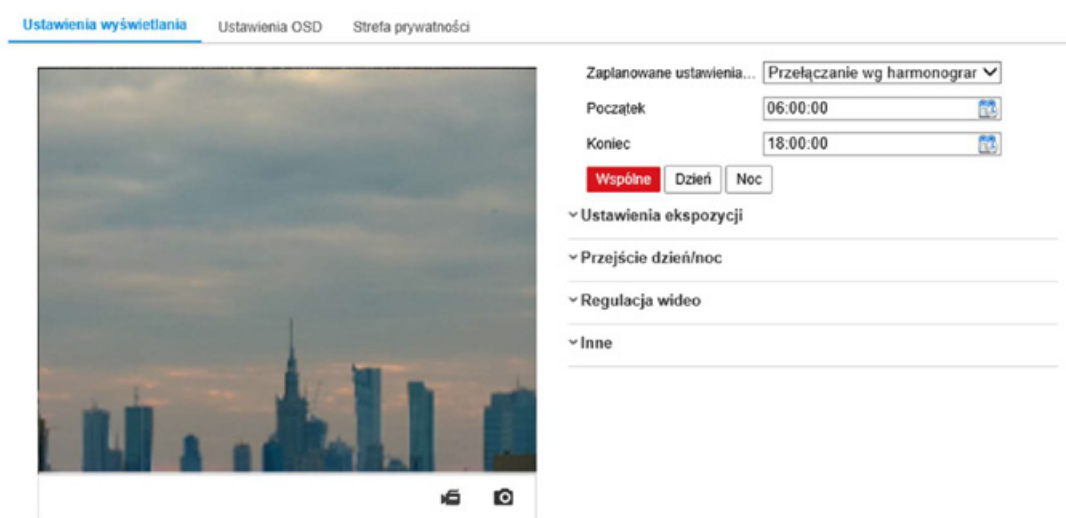 Ustawienia wyświetlania
Ustawienia OSD
Strefa prywatności
Zaplanowane ustawienia...
Przełączanie wg harmonogram
Początek
06:00:00
Koniec
18:00:00
Wspólne
Dzień
Noc
Ustawienia ekspozycji
Przejście dzień/noc
Regulacja wideo
Inne